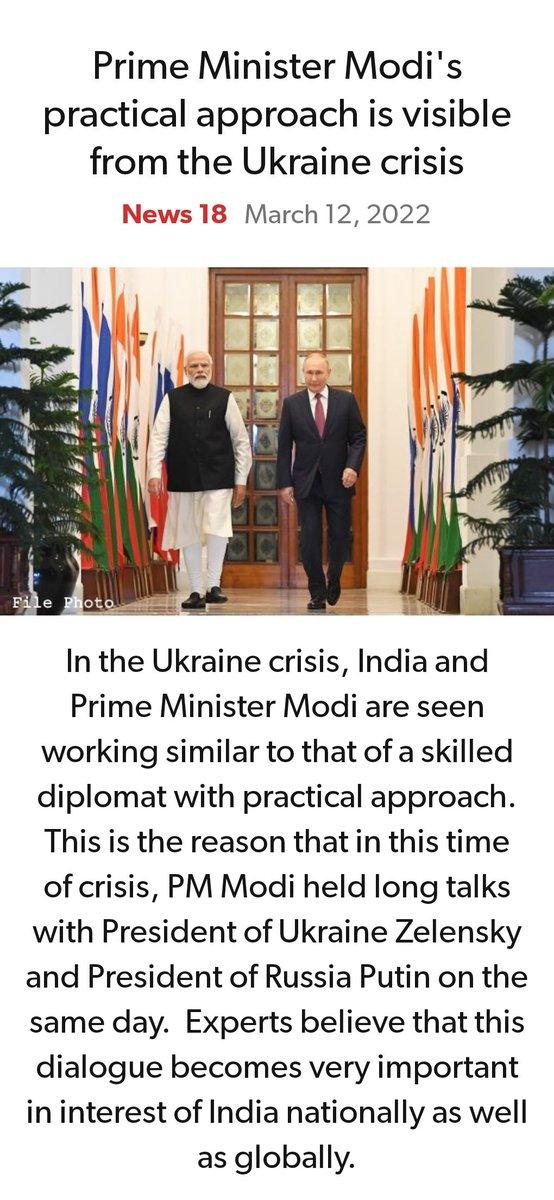 Prime Minister Modi's
practical approach is visible
from the Ukraine crisis
News 18 March 12, 2022
File Photo
In the Ukraine crisis, India and
Prime Minister Modi are seen
working similar to that of a skilled
diplomat with practical approach.
This is the reason that in this time
of crisis, PM Modi held long talks
with President of Ukraine Zelensky
and President of Russia Putin on the
same day. Experts believe that this
dialogue becomes very important
in interest of India nationally as well
as globally.